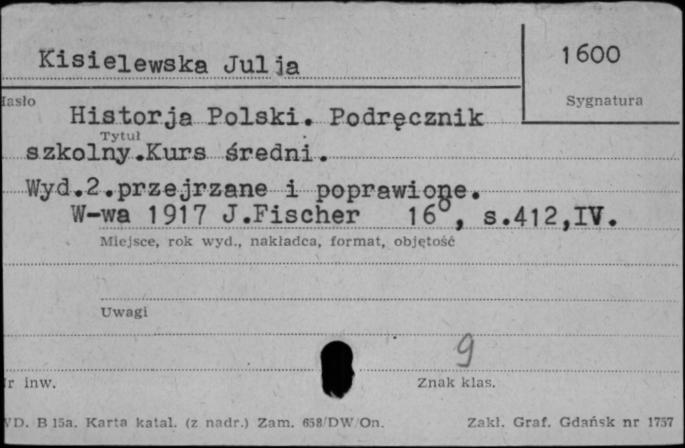 Kisielewska Julja
1600
Hasło
Sygnatura
Historja Polski. Podręcznik
Tytuł
szkolny.Kurs średni.
Wyd.2.przejrzane i poprawione.
W-wa 1917 J.Fischer 16°, s.412,IV.
Miejsce, rok wyd., nakładca, format, objętość
Uwagi
9
Nr inw.
Znak klas.
WD. B 15a. Karta katal. (z nadr.) Zam. 658/DW/On.
Zakł. Graf. Gdańsk nr 1757